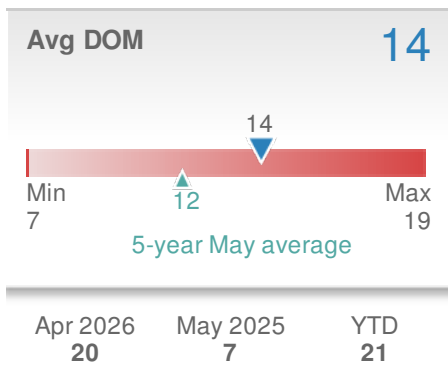 Avg DOM 14
14
Min Max
7 12 19
5-year May average
Apr 2026 May 2025 YTD
20 7 21